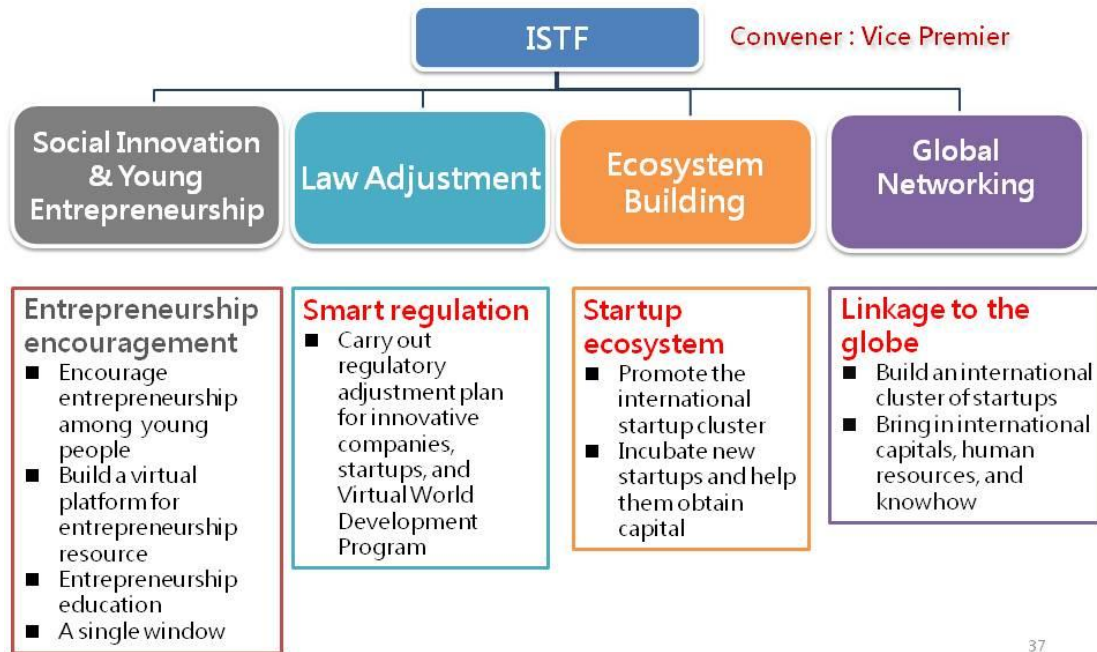 ISTF
Convener : Vice Premier
Social Innovation
& Young
Entrepreneurship
Law Adjustment
Ecosystem
Building
Global
Networking
Entrepreneurship
encouragement
■ Encourage
entrepreneurship
among young
people
■ Build a virtual
platform for
entrepreneurship
resource
■ Entrepreneurship
education
■ A single window
Smart regulation
■ Carry out
regulatory
adjustment plan
for innovative
companies,
startups, and
Virtual World
Development
Program
Startup
ecosystem
■ Promote the
international
startup cluster
■ Incubate new
startups and help
them obtain
capital
Linkage to the
globe
■ Build an international
cluster of startups
■ Bring in international
capitals, human
resources, and
knowhow
37